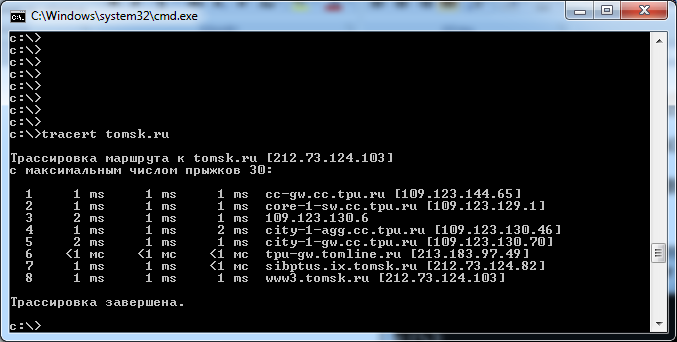 C:\Windows\system32\cmd.exe
c:\>
c:\>
c:\>
c:\>
c:\>
c:\>
c:\>
c:\>
c:\>tracert tomsk.ru
Трассировка маршрута к tomsk.ru [212.73.124.103]
с максимальным числом прыжков 30:
1 1 ms 1 ms 1 ms cc-gw.cc.tpu.ru [109.123.144.65]
2 1 ms 1 ms 1 ms core-1-sw.cc.tpu.ru [109.123.129.1]
3 2 ms 1 ms 1 ms 109.123.130.6
4 1 ms 1 ms 2 ms city-1-agg.cc.tpu.ru [109.123.130.46]
5 2 ms 1 ms 1 ms city-1-gw.cc.tpu.ru [109.123.130.70]
6 <1 мс <1 мс <1 мс tpu-gw.tomline.ru [213.183.97.49]
7 1 ms 1 ms <1 мс sibptus.ix.tomsk.ru [212.73.124.82]
8 1 ms 1 ms <1 мс www3.tomsk.ru [212.73.124.103]
Трассировка завершена.
c:\>